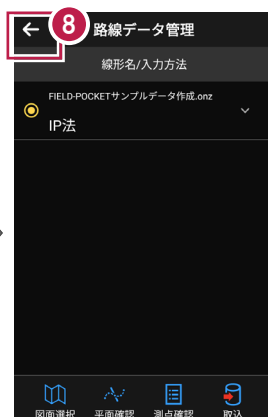 8
路線データ管理
線形名/入力方法
FIELD-POCKETサンプルデータ作成.onz
IP法
図面選択 平面確認 測点確認 取込